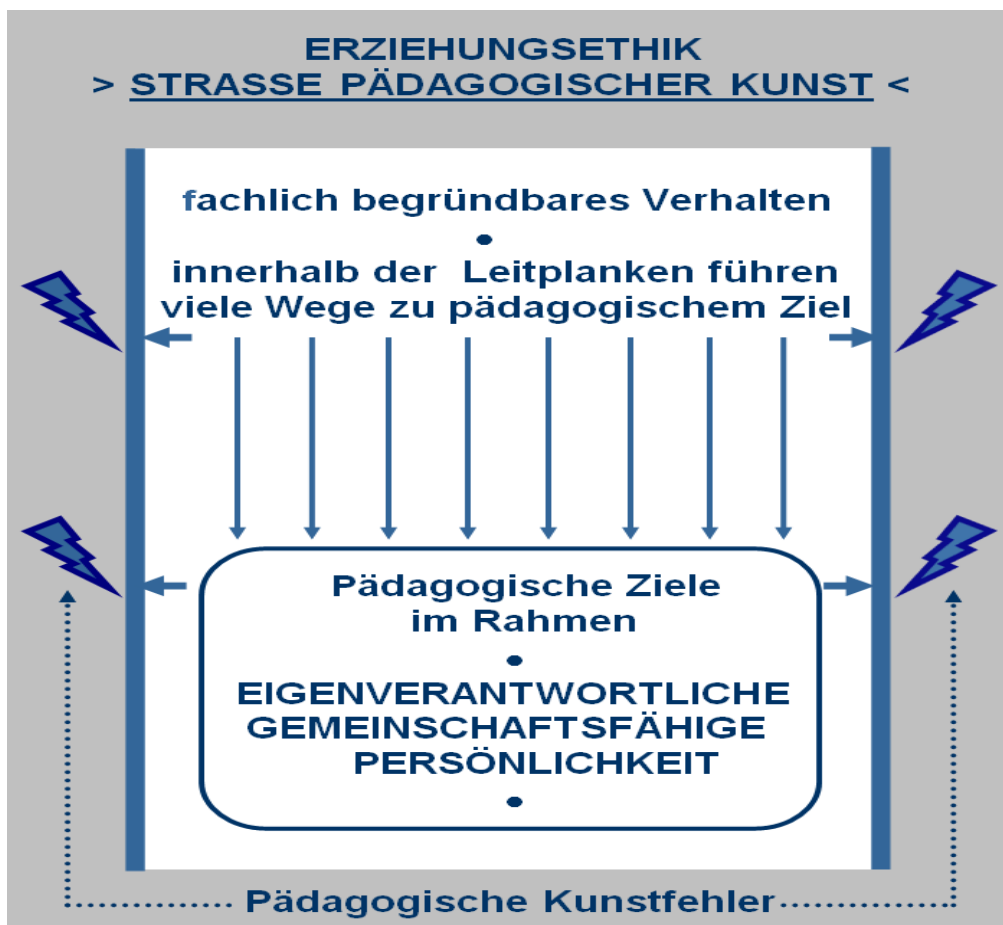 ERZIEHUNGSETHIK
> STRASSE PÄDAGOGISCHER KUNST <
fachlich begründbares Verhalten
•
innerhalb der Leitplanken führen
viele Wege zu pädagogischem Ziel
Pädagogische Ziele
im Rahmen
•
EIGENVERANTWORTLICHE
GEMEINSCHAFTSFÄHIGE
PERSÖNLICHKEIT
•
Pädagogische Kunstfehler